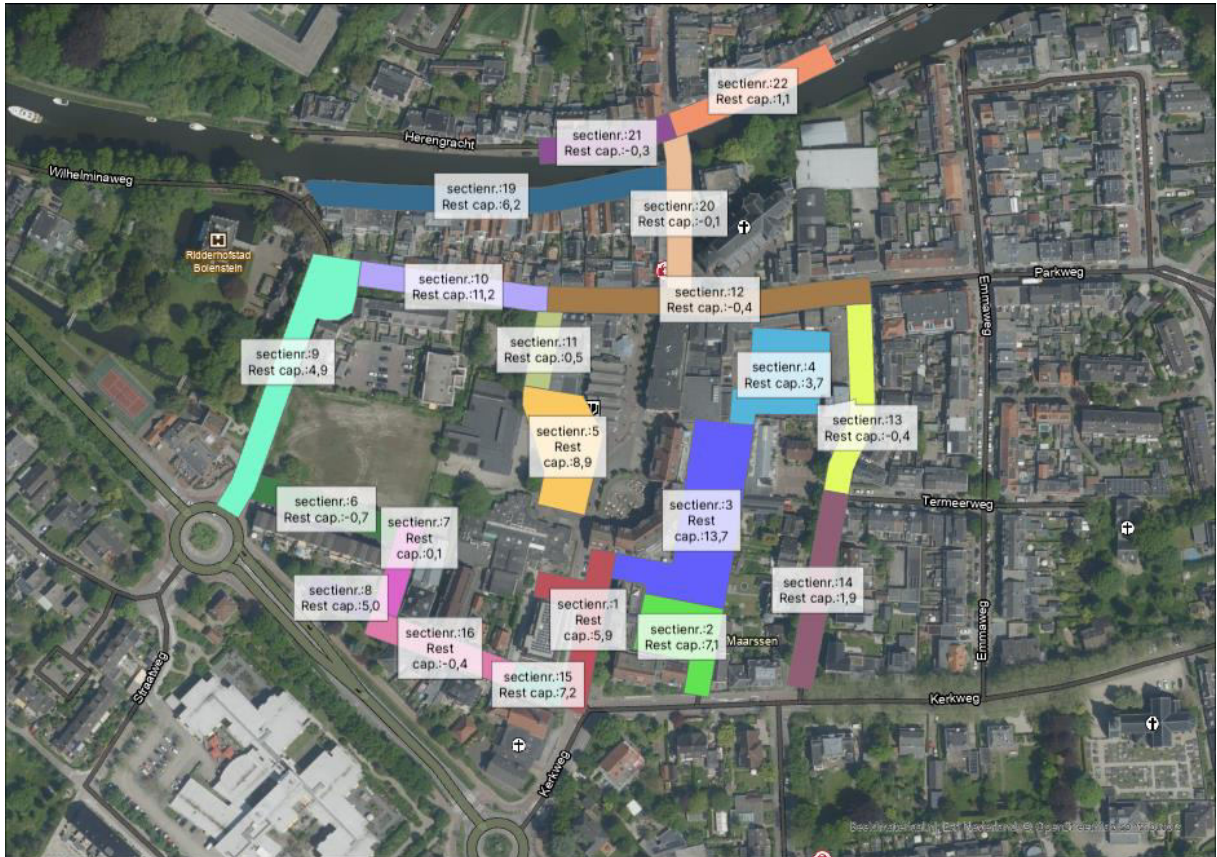 sectienr.:22
Rest cap.:1,1
sectienr.:21
Rest cap.:-0,3
Herengracht
Wilhelminaweg
sectienr.:19
Rest cap.:6,2
sectienr.:20
Rest cap.:-0,1
Ridderhofstad
Bolenstein
sectienr.:10
Rest cap.:11,2
sectienr.:12
Rest cap.:-0,4
Parkweg
Emmaweg
sectienr.:11
Rest cap.:0,5
sectienr.:9
Rest cap.:4,9
sectienr.:4
Rest cap.:3,7
sectienr.:5
Rest
cap.:8,9
sectienr.:13
Rest cap.:-0,4
sectienr.:6
Rest cap.:-0,7
sectienr.:7
Rest
cap.:0,1
sectienr.:3
Rest
cap.:13,7
Termeerweg
sectienr.:8
Rest cap.:5,0
sectienr.:14
Rest cap.:1,9
sectienr.:1
Rest
cap.:5,9
sectienr.:16
Rest
cap.:-0,4
sectienr.:2
Rest cap.:7,1
Maarssen
Emmaweg
sectienr.:15
Rest cap.:7,2
Straatweg
Kerkweg
Kerkweg